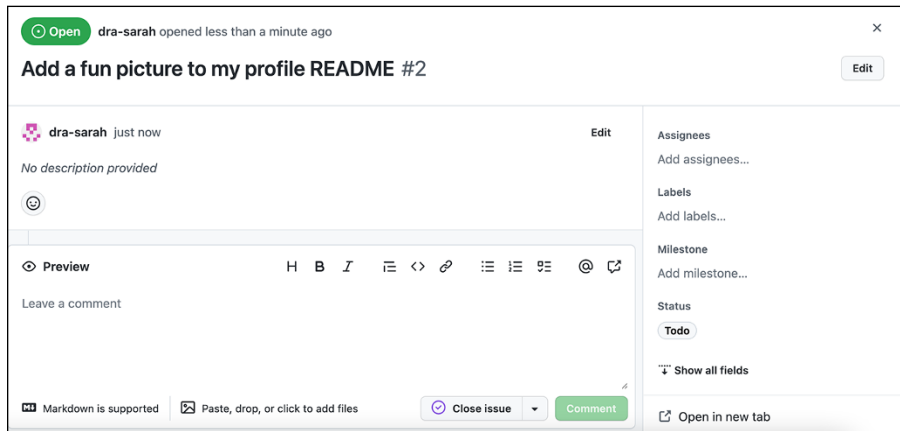 Open dra-sarah opened less than a minute ago
Add a fun picture to my profile README #2
Edit
dra-sarah just now
Edit
No description provided
Preview
H B I
Leave a comment
Markdown is supported
Paste, drop, or click to add files
Close issue
Comment
Assignees
Add assignees...
Labels
Add labels...
Milestone
Add milestone...
Status
Todo
Show all fields
Open in new tab